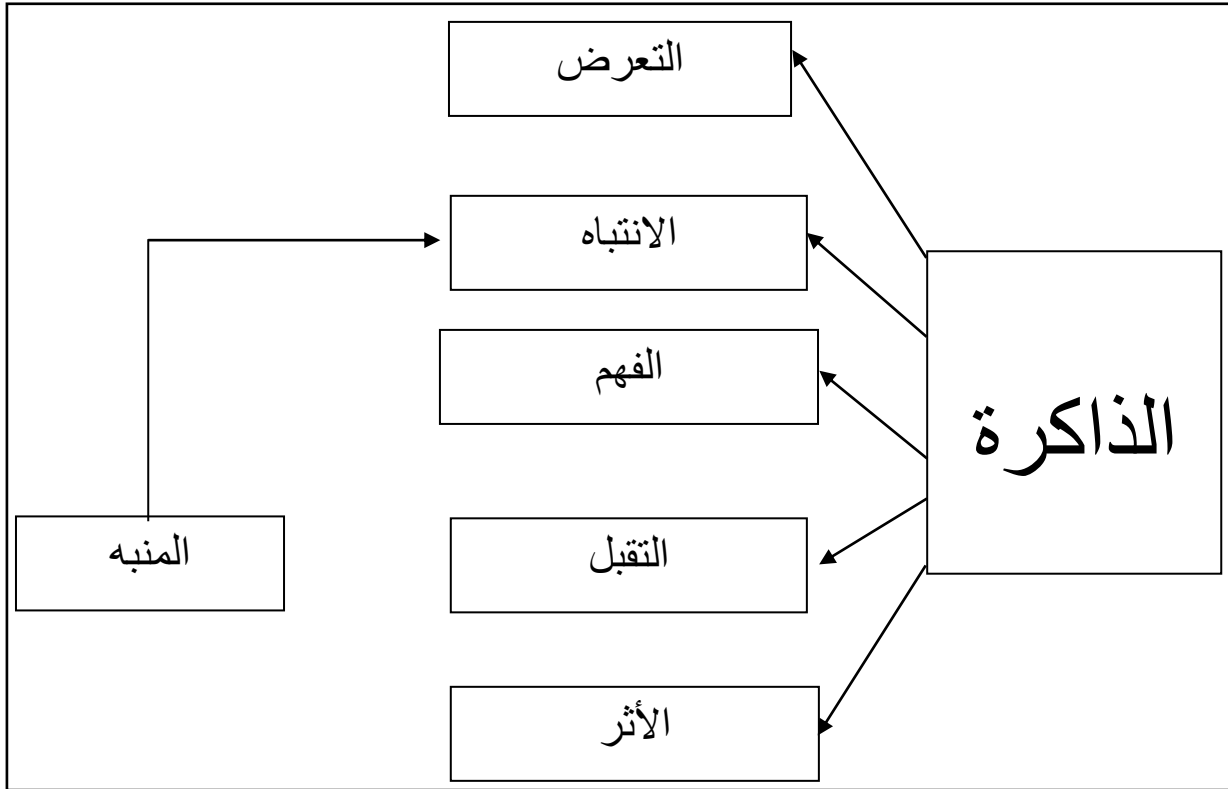 التعرض
الانتباه
الفهم
الذاكرة
التقبل
المنبه
الأثر